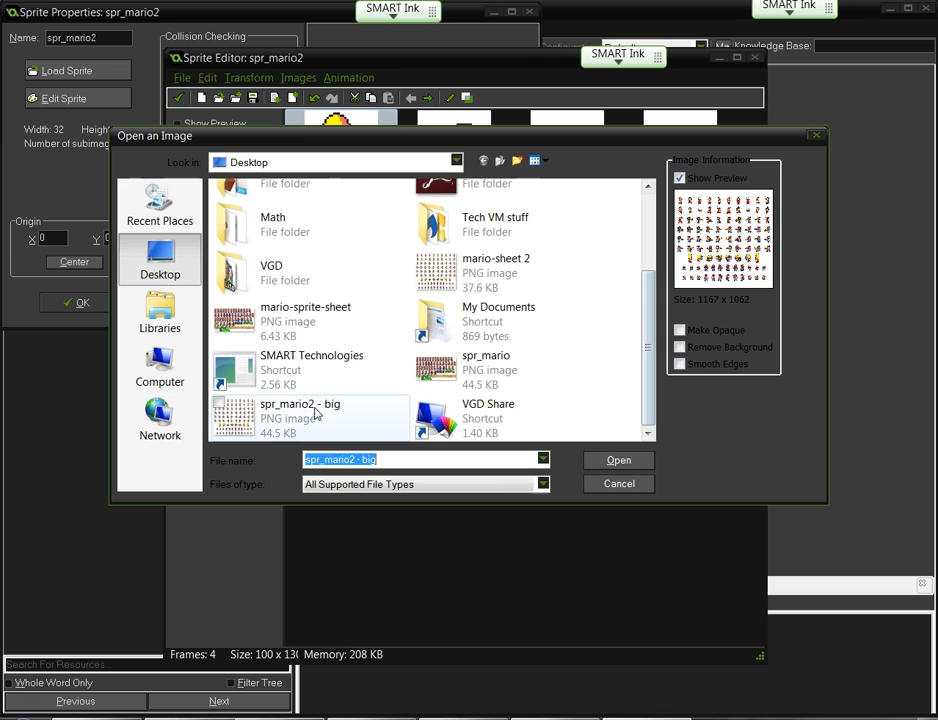 Sprite Properties: spr_mario2
SMART Ink
SMART Ink
Name: spr_mario2
Collision Checking
Knowledge Base:
Load Sprite
Edit Sprite
Width: 32
Number of subimag
Origin
X 0
Y
Center
OK
Sprite Editor: spr_mario2
SMART Ink
File Edit Transform Images Animation
Show Preview
Open an Image
Look in: Desktop
Recent Places
Desktop
Libraries
Computer
Network
File folder
File folder
Math
File folder
Tech VM stuff
File folder
VGD
File folder
mario-sheet 2
PNG image
37.6 KB
mario-sprite-sheet
PNG image
6.43 KB
My Documents
Shortcut
869 bytes
SMART Technologies
Shortcut
2.56 KB
spr_mario
PNG image
44.5 KB
spr_mario2 - big
PNG image
44.5 KB
VGD Share
Shortcut
1.40 KB
File name: spr_mario2 - big
Open
Files of type: All Supported File Types
Cancel
Image Information
Show Preview
Size: 1167 x 1062
Make Opaque
Remove Background
Smooth Edges
Frames: 4 Size: 100 x 130 Memory: 208 KB
Search For Resources...
Whole Word Only
Filter Tree
Previous
Next